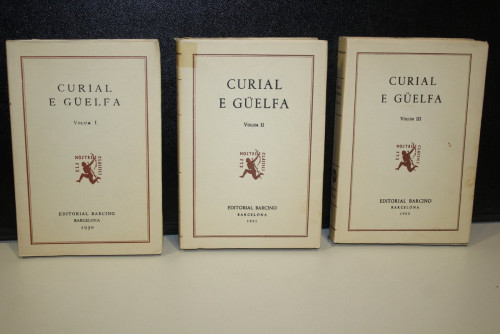 CURIAL
E GÜELFA
VOLUM I
EDITORIAL BARCINO
BARCELONA
1930
CURIAL
E GÜELFA
VOLUM II
EDITORIAL BARCINO
BARCELONA
CURIAL
E GÜELFA
VOLUM III
EDITORIAL BARCINO
BARCELONA